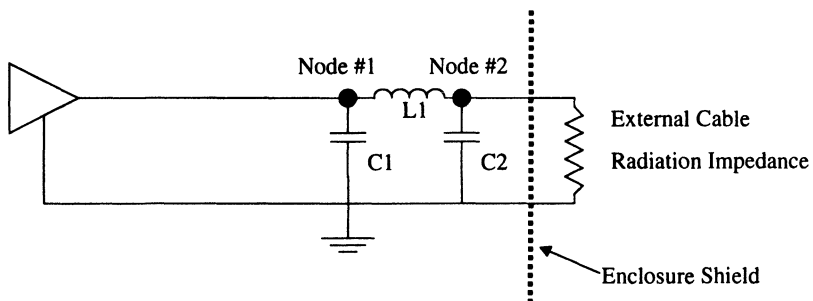 Node #1
Node #2
L1
C1
C2
External Cable
Radiation Impedance
Enclosure Shield